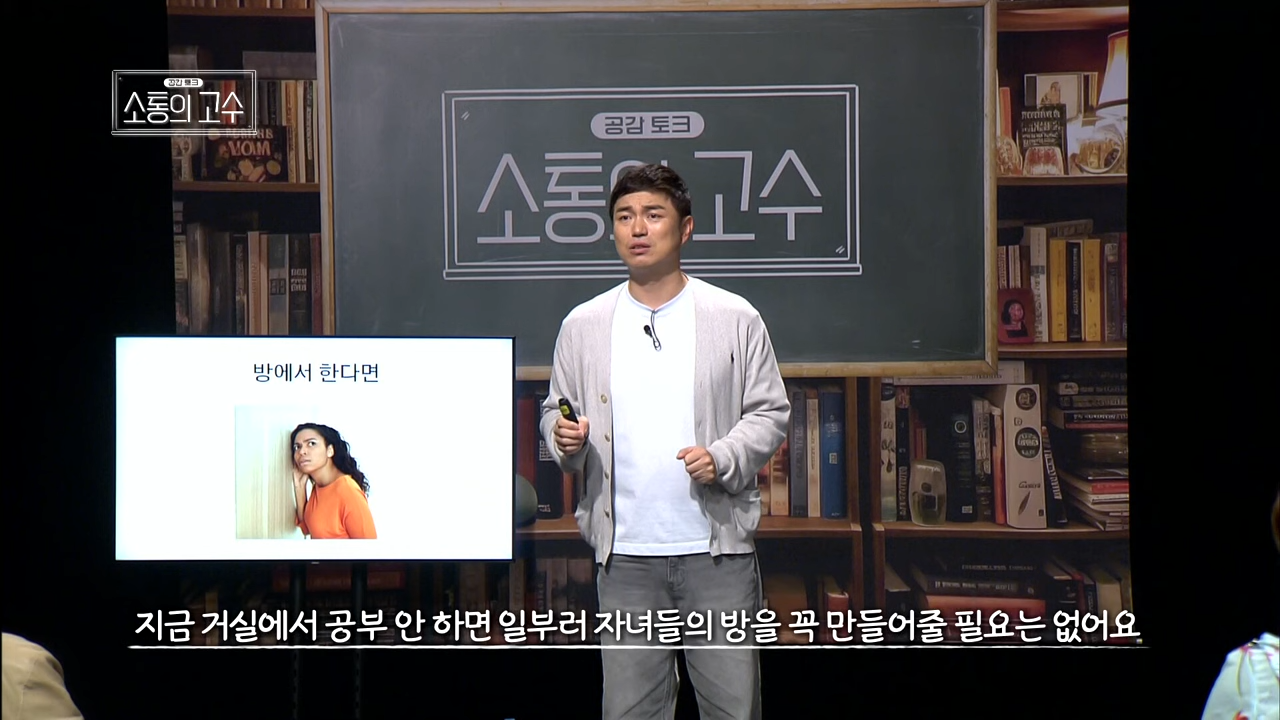 공감 토크
소통의 고수
공감 토크
소통의 고수
방에서 한다면
지금 거실에서 공부 안 하면 일부러 자녀들의 방을 꼭 만들어줄 필요는 없어요